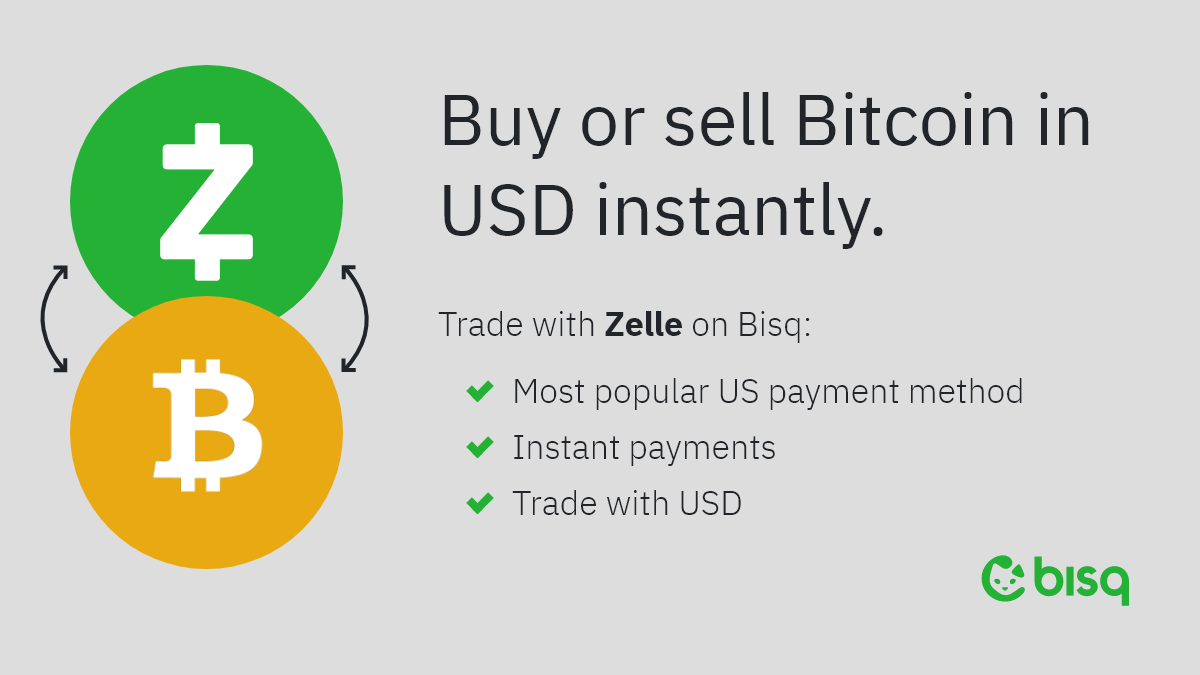 Buy or sell Bitcoin in
USD instantly.
Trade with Zelle on Bisq:
Most popular US payment method
Instant payments
Trade with USD
bisq